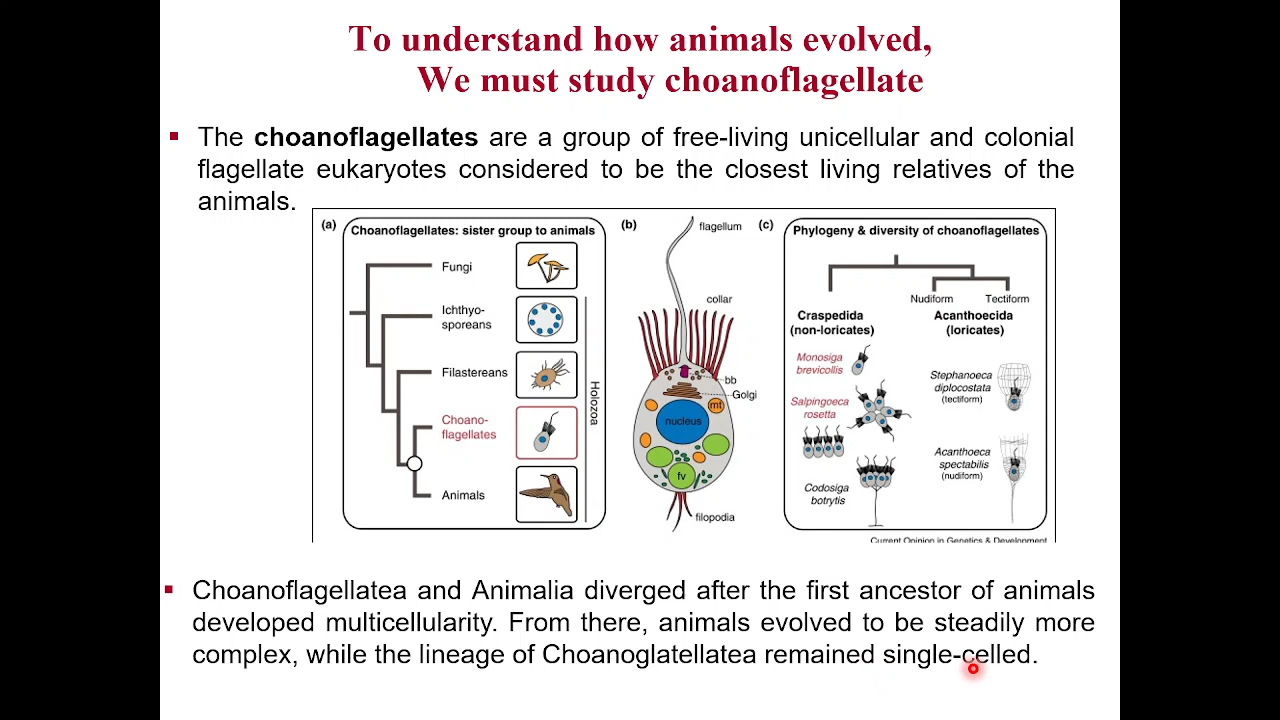 To understand how animals evolved,
We must study choanoflagellate
▪ The choanoflagellates are a group of free-living unicellular and colonial
flagellate eukaryotes considered to be the closest living relatives of the
animals.
(a)
Choanoflagellates: sister group to animals
Fungi
Ichthyo-
sporeans
Filastereans
Choano-
flagellates
Animals
Holozoa
(b)
flagellum
collar
bb
Golgi
mt
nucleus
fv
filopodia
(c)
Phylogeny & diversity of choanoflagellates
Nudiform Tectiform
Craspedida
(non-loricates)
Acanthoecida
(loricates)
Monosiga
brevicollis
Salpingoeca
rosetta
Codosiga
botrytis
Stephanoeca
diplocostata
(tectiform)
Acanthoeca
spectabilis
(nudiform)
Current Opinion in Genetics & Development
▪ Choanoflagellatea and Animalia diverged after the first ancestor of animals
developed multicellularity. From there, animals evolved to be steadily more
complex, while the lineage of Choanoglatellatea remained single-celled.